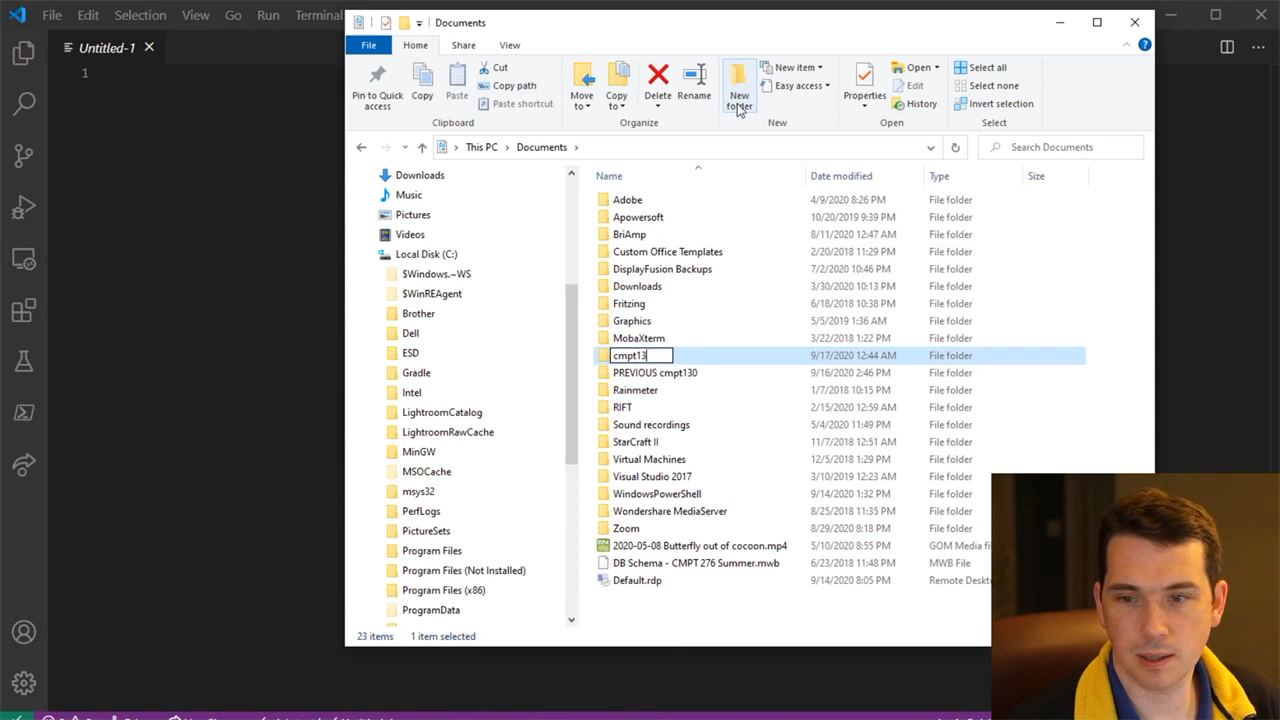 File Edit Selection View Go Run Terminal
Untitled-1
1
Documents
File Home Share View
Pin to Quick access
Copy
Paste
Cut
Copy path
Paste shortcut
Clipboard
Move to
Copy to
Delete
Rename
Organize
New folder
New item
Easy access
New
Properties
Open
Edit
History
Open
Select all
Select none
Invert selection
Select
This PC > Documents >
Search Documents
Name Date modified Type Size
Downloads
Music
Pictures
Videos
Local Disk (C:)
$Windows.~WS
$WinREAgent
Brother
Dell
ESD
Gradle
Intel
LightroomCatalog
LightroomRawCache
MinGW
MSOCache
msys32
PerfLogs
PictureSets
Program Files
Program Files (Not Installed)
Program Files (x86)
ProgramData
Adobe 4/9/2020 8:26 PM File folder
Apowersoft 10/20/2019 9:39 PM File folder
BriAmp 8/11/2020 12:47 AM File folder
Custom Office Templates 2/20/2018 11:29 PM File folder
DisplayFusion Backups 7/2/2020 10:46 PM File folder
Downloads 3/30/2020 10:13 PM File folder
Fritzing 6/18/2018 10:38 PM File folder
Graphics 5/5/2019 1:36 AM File folder
MobaXterm 3/22/2018 1:22 PM File folder
cmpt13 9/17/2020 12:44 AM File folder
PREVIOUS cmpt130 9/16/2020 2:46 PM File folder
Rainmeter 1/7/2018 10:15 PM File folder
RIFT 2/15/2020 12:59 AM File folder
Sound recordings 5/4/2020 11:49 PM File folder
StarCraft II 11/7/2018 12:51 AM File folder
Virtual Machines 12/5/2018 1:29 PM File folder
Visual Studio 2017 3/10/2019 12:23 AM File folder
WindowsPowerShell 9/14/2020 1:32 PM File folder
Wondershare MediaServer 8/25/2018 11:35 PM File folder
Zoom 8/29/2020 8:18 PM File folder
2020-05-08 Butterfly out of cocoon.mp4 5/10/2020 8:55 PM GOM Media fi
DB Schema - CMPT 276 Summer.mwb 6/23/2018 11:48 PM MWB File
Default.rdp 9/14/2020 8:05 PM Remote Deskt
23 items 1 item selected